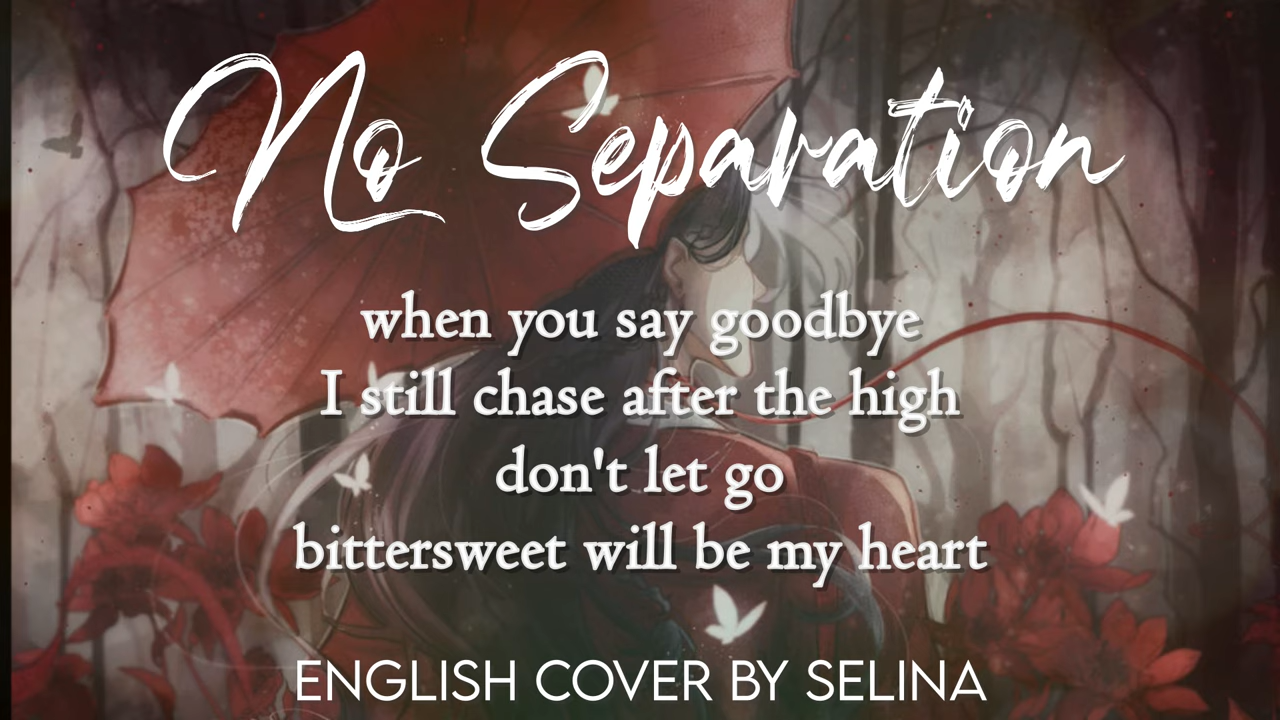 No Separation
when you say goodbye
I still chase after the high
don't let go
bittersweet will be my heart
ENGLISH COVER BY SELINA